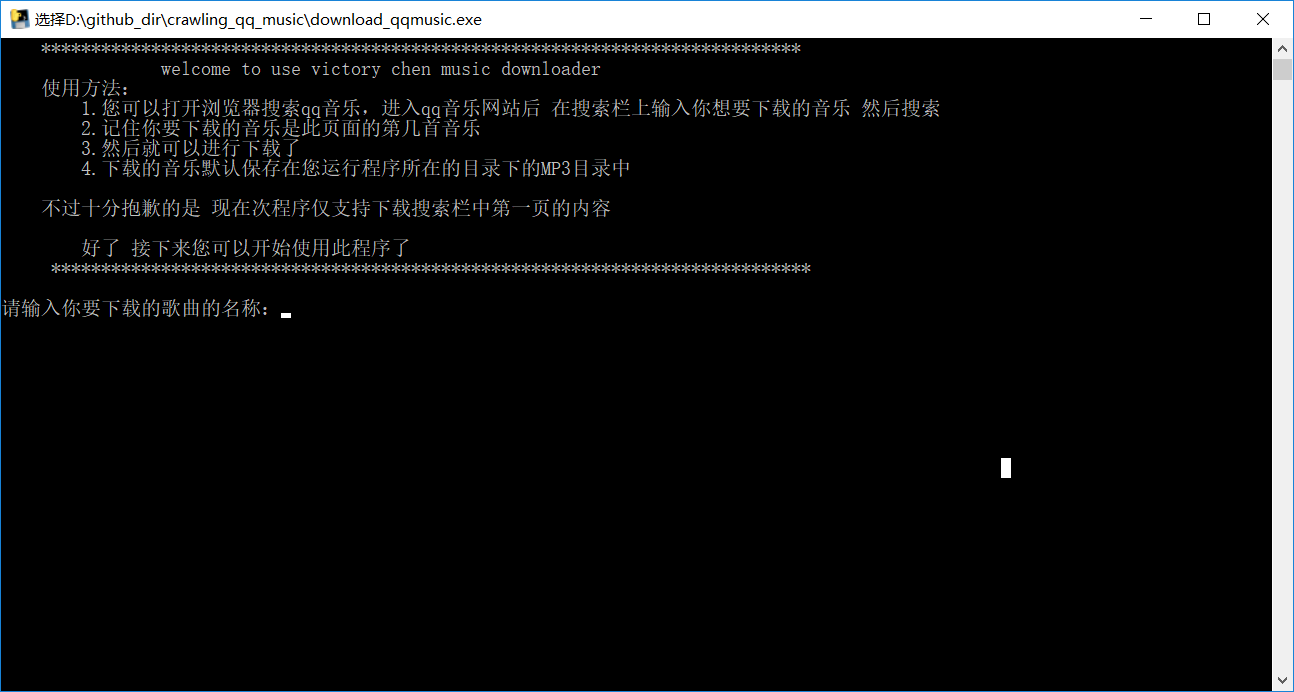 选择D:\github_dir\crawling_qq_music\download_qqmusic.exe
****************************************************************************
welcome to use victory chen music downloader
使用方法:
1.您可以打开浏览器搜索qq音乐，进入qq音乐网站后 在搜索栏上输入你想要下载的音乐 然后搜索
2.记住你要下载的音乐是此页面的第几首音乐
3.然后就可以进行下载了
4.下载的音乐默认保存在您运行程序所在的目录下的MP3目录中
不过十分抱歉的是 现在次程序仅支持下载搜索栏中第一页的内容
好了 接下来您可以开始使用此程序了
****************************************************************************
请输入你要下载的歌曲的名称：